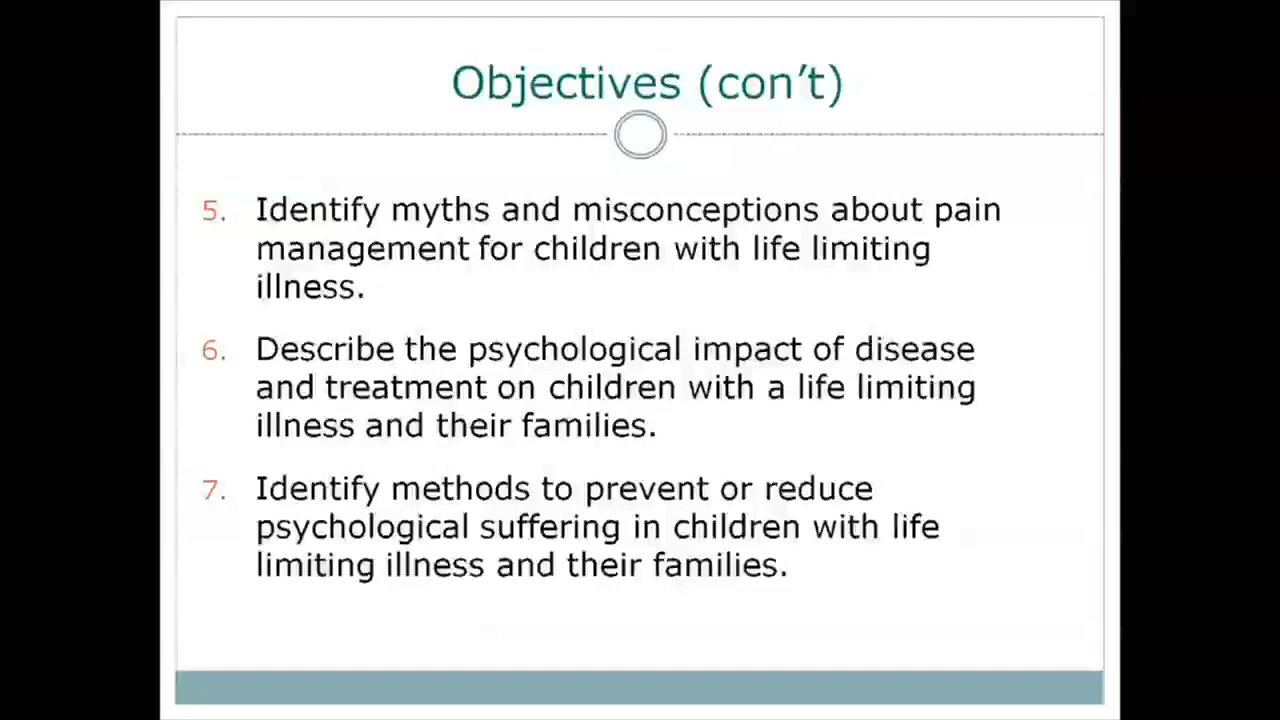 Objectives (con’t)
5. Identify myths and misconceptions about pain
management for children with life limiting
illness.
6. Describe the psychological impact of disease
and treatment on children with a life limiting
illness and their families.
7. Identify methods to prevent or reduce
psychological suffering in children with life
limiting illness and their families.